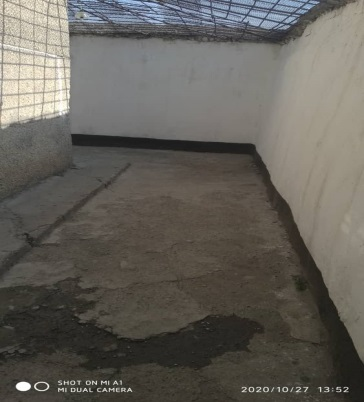 SHOT ON MI A1
MI DUAL CAMERA
2020/10/27 13:52